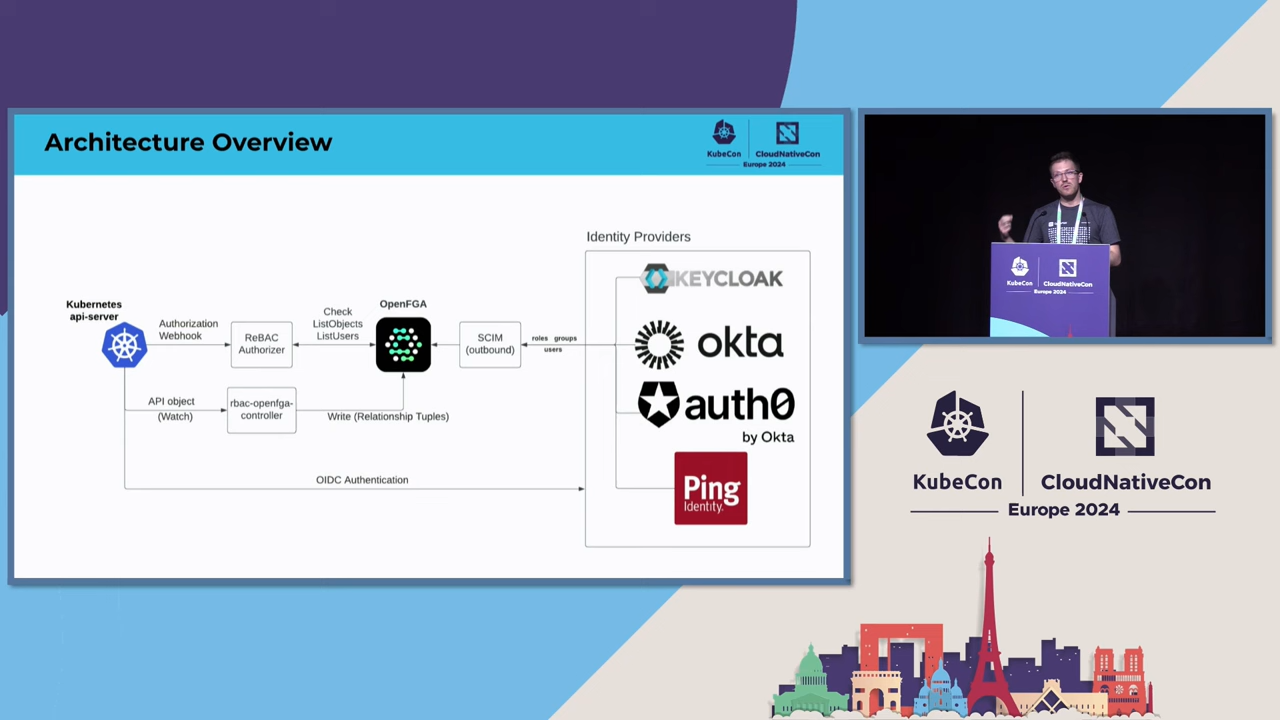 Architecture Overview
KubeCon
CloudNativeCon
Europe 2024
Identity Providers
KEYCLOAK
okta
auth0
by Okta
Ping
Identity.
Kubernetes
api-server
Authorization
Webhook
ReBAC
Authorizer
Check
ListObjects
ListUsers
OpenFGA
SCIM
(outbound)
roles groups
users
API object
(Watch)
rbac-openfga-
controller
Write (Relationship Tuples)
OIDC Authentication
KubeCon
CloudNativeCon
Europe 2024
KubeCon
CloudNativeCon
Europe 2024